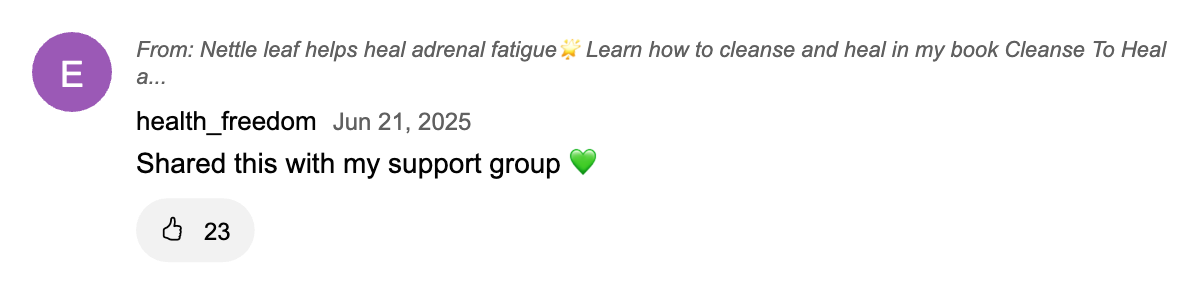 E
From: Nettle leaf helps heal adrenal fatigue🌟 Learn how to cleanse and heal in my book Cleanse To Heal
a...
health_freedom Jun 21, 2025
Shared this with my support group 💚
23